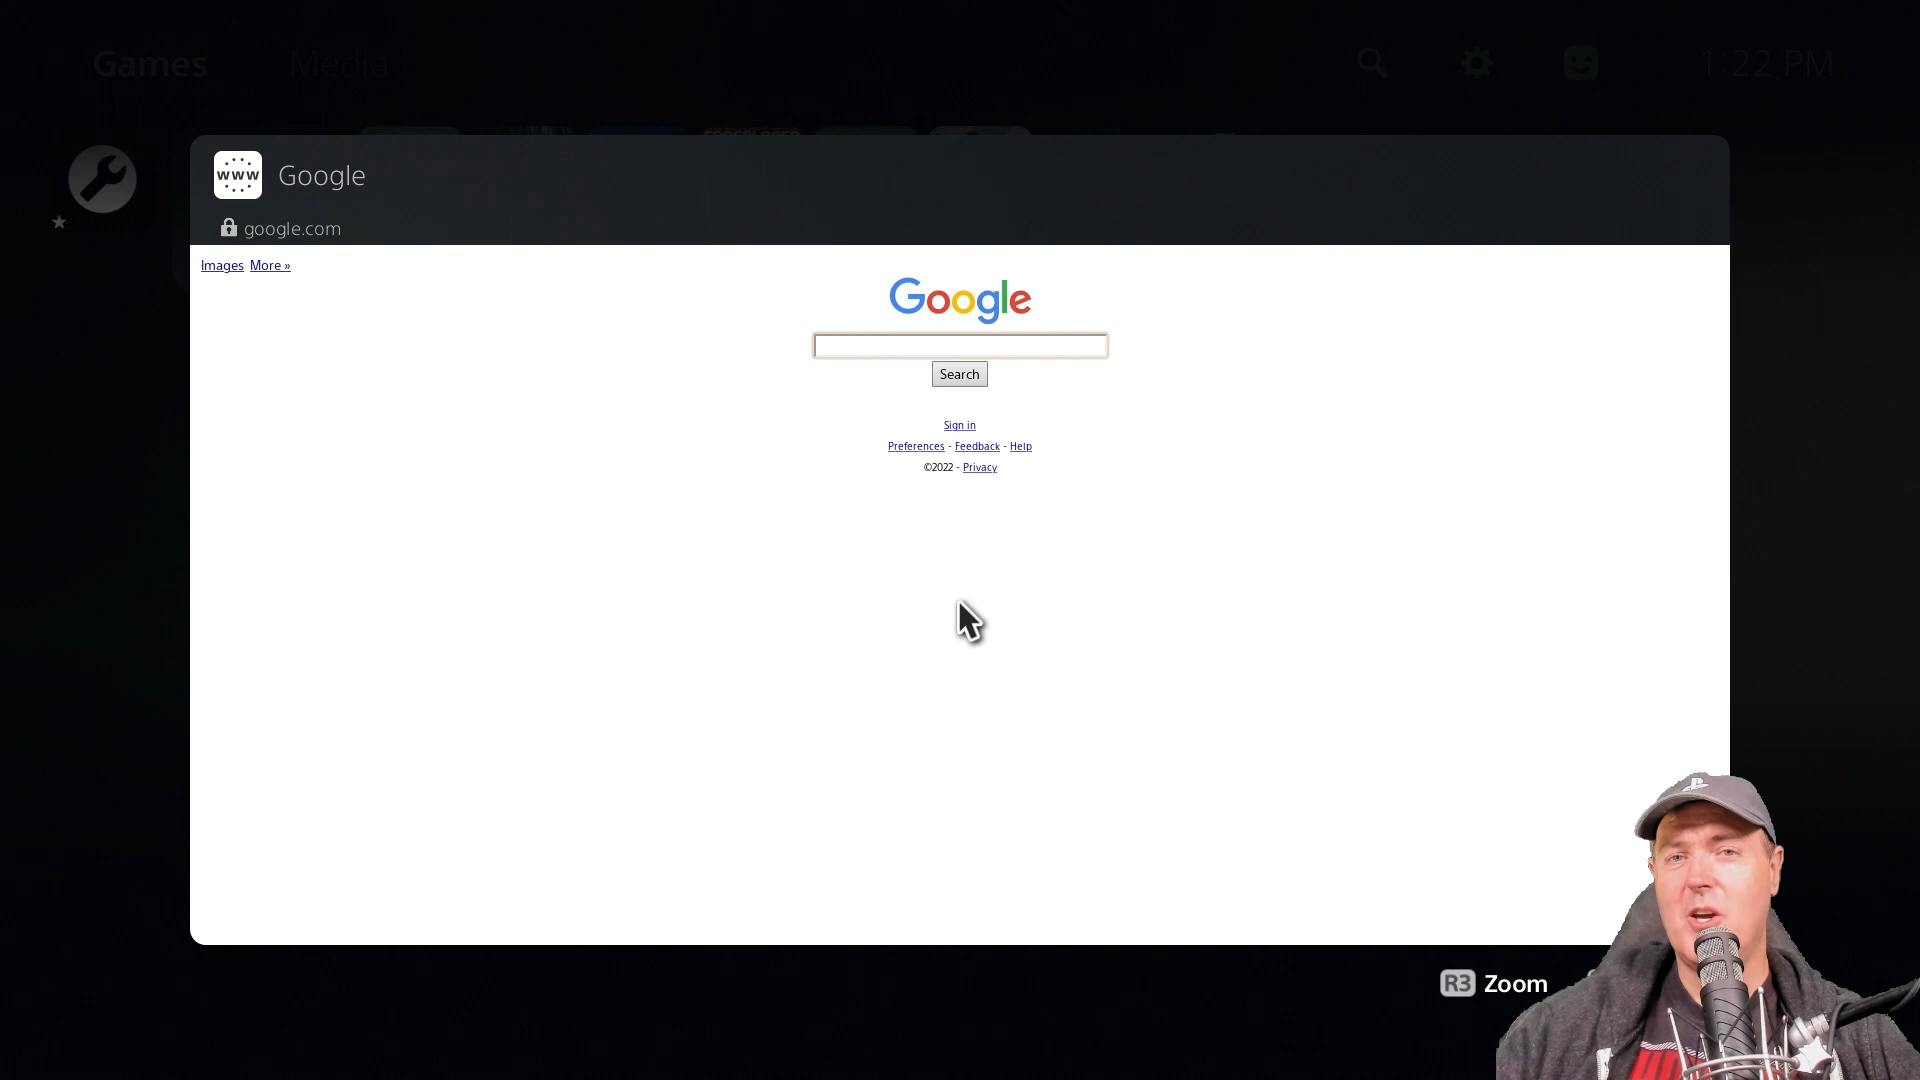 Games Media 1:22 PM
www Google
google.com
Images More »
Google
Search
Sign in
Preferences - Feedback - Help
©2022 - Privacy
R3 Zoom